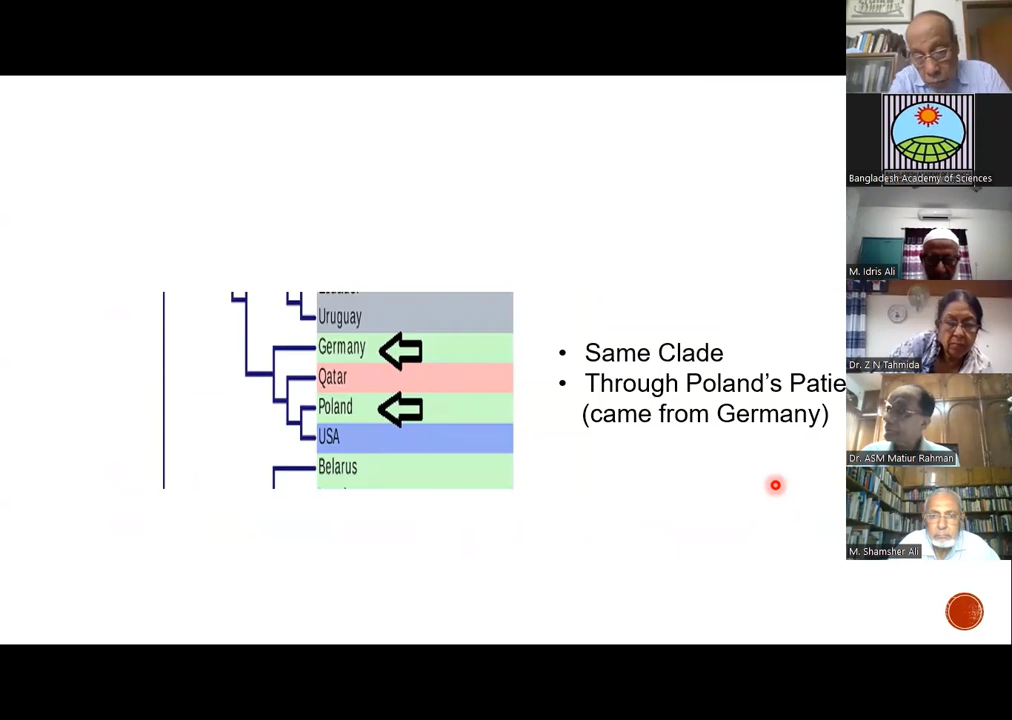 Uruguay
Germany
Qatar
Poland
USA
Belarus
• Same Clade
• Through Poland's Patie
(came from Germany)
Bangladesh Academy of Sciences
M. Idris Ali
Dr. Z N Tahmida
Dr. ASM Matiur Rahman
M. Shamsher Ali